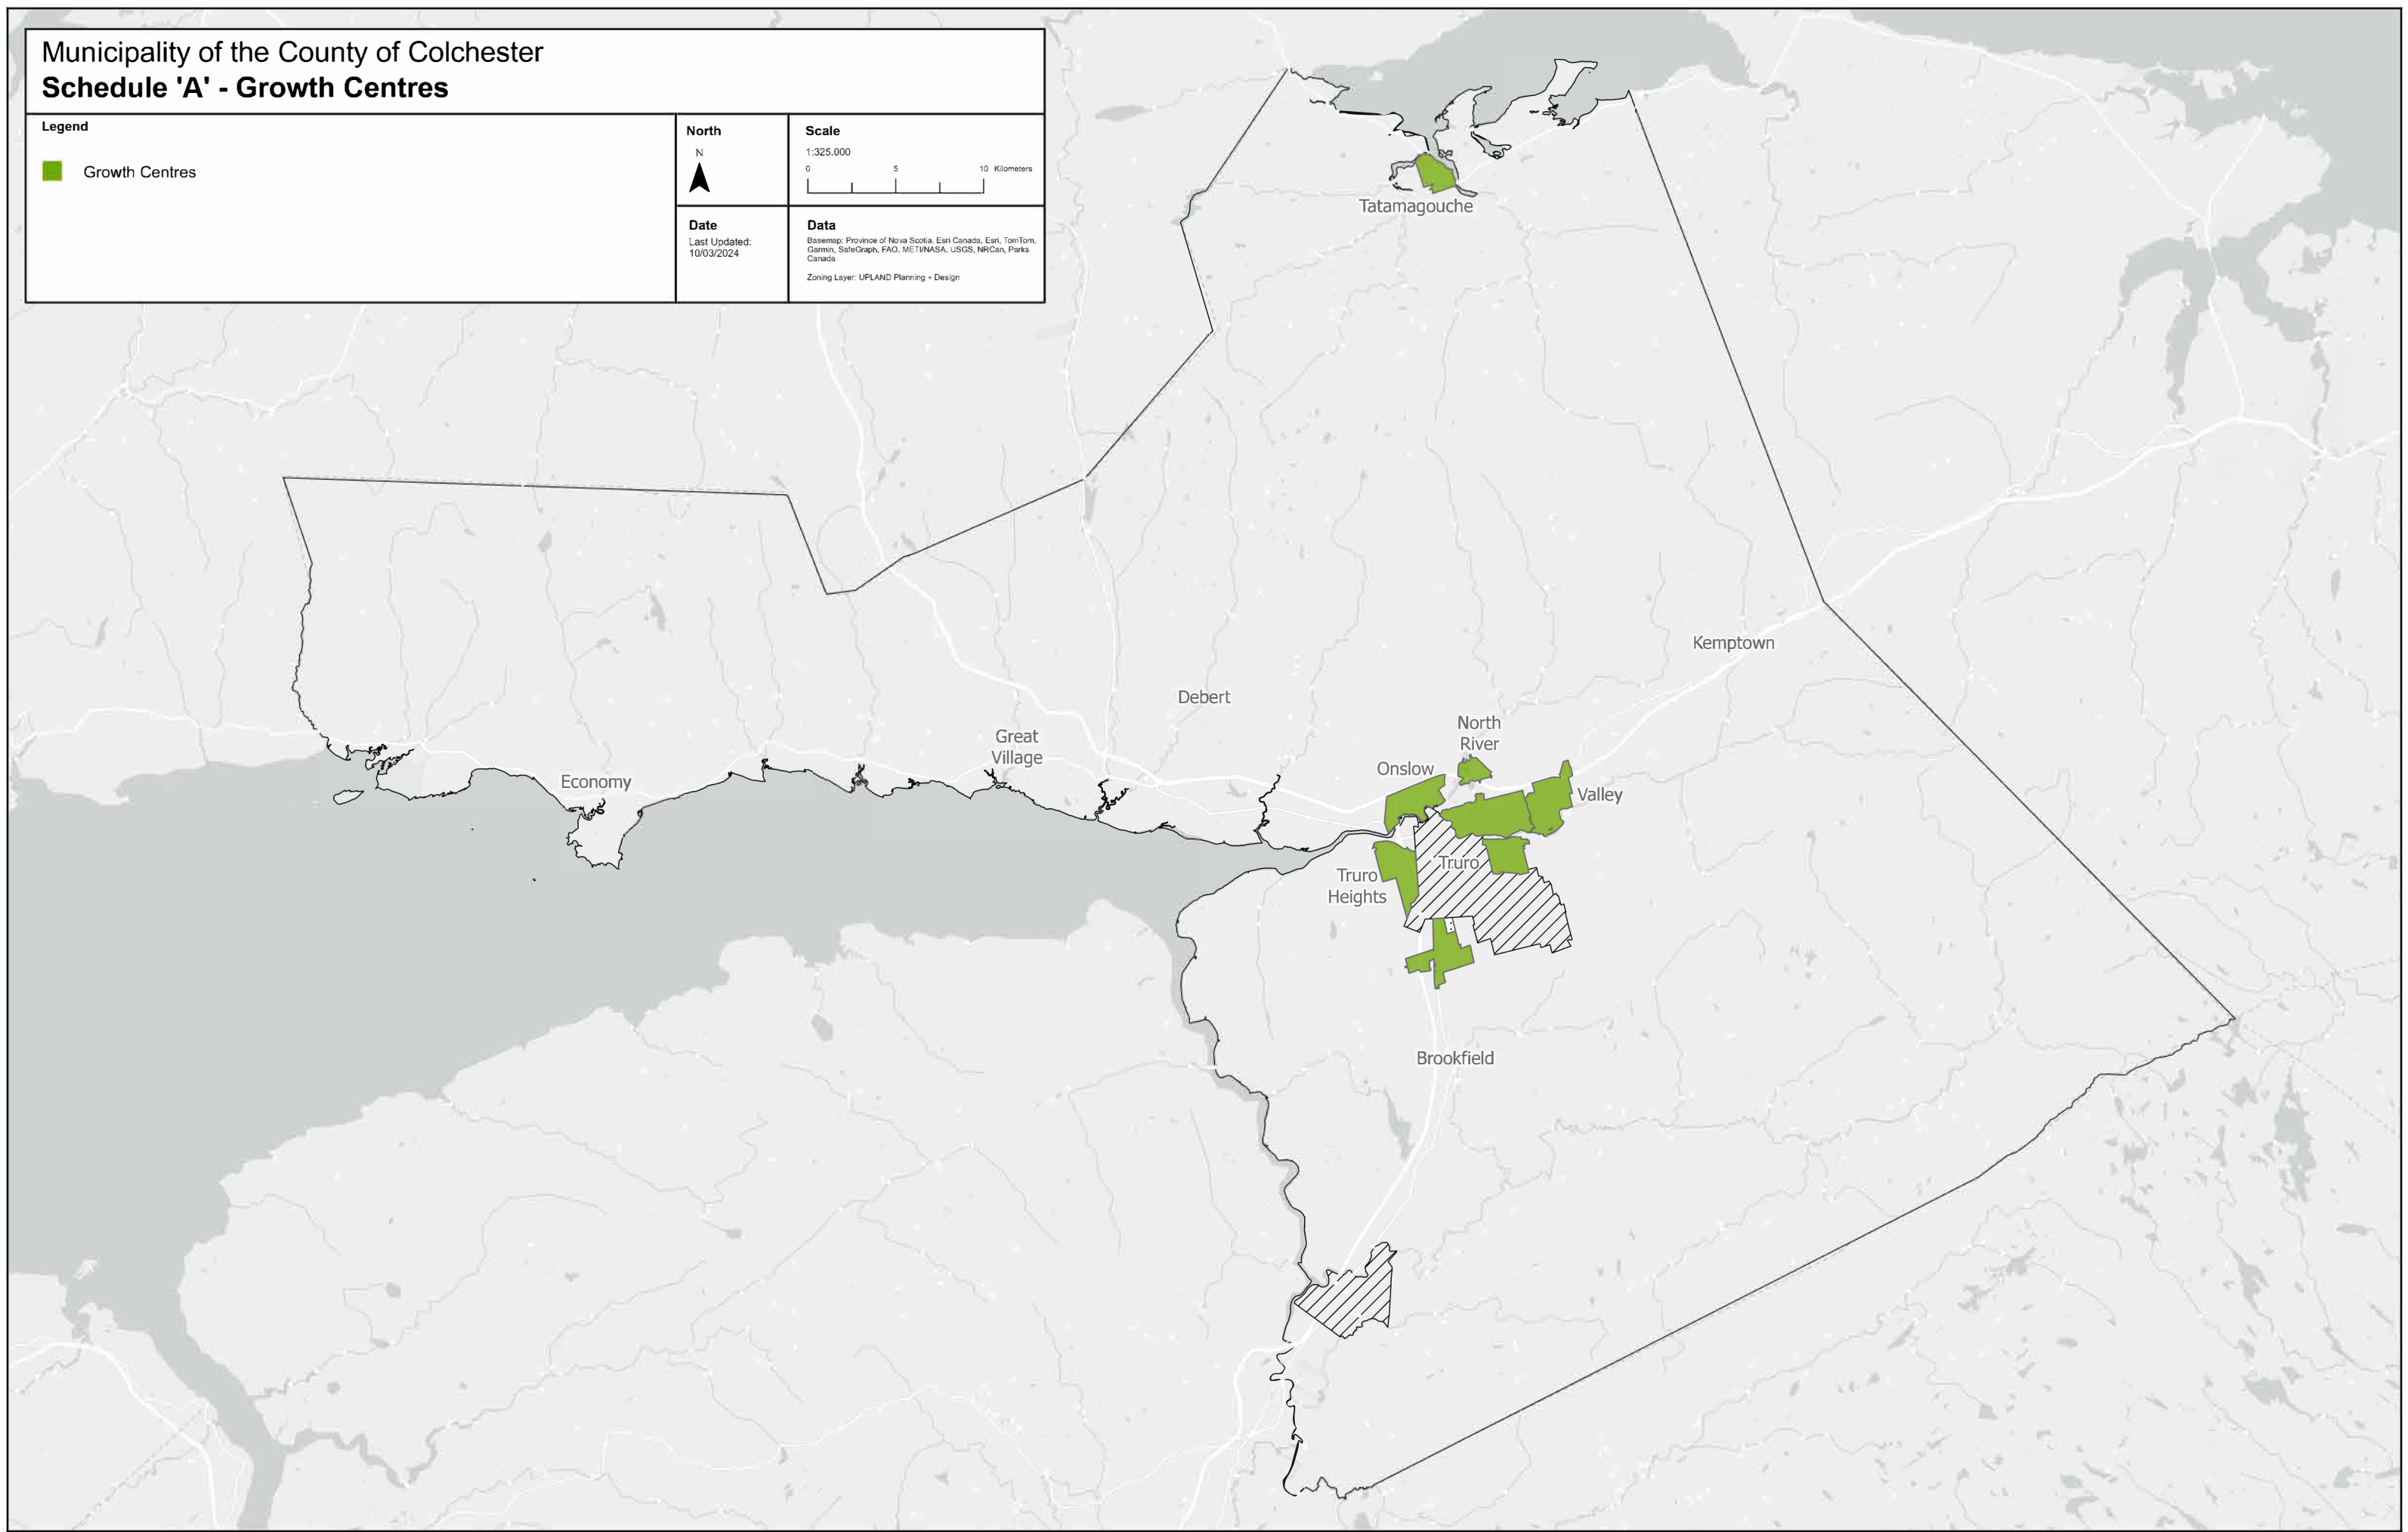 Municipality of the County of Colchester
Schedule 'A' - Growth Centres
Legend
Growth Centres
North
N
Scale
1:325,000
0 5 10 Kilometers
Date
Last Updated:
10/03/2024
Data
Basemap: Province of Nova Scotia, Esri Canada, Esri, TomTom,
Garmin, SafeGraph, FAO, METI/NASA, USGS, NRCan, Parks
Canada
Zoning Layer: UPLAND Planning + Design
Tatamagouche
Kemptown
Debert
North
River
Great
Village
Onslow
Economy
Valley
Truro
Truro
Heights
Brookfield